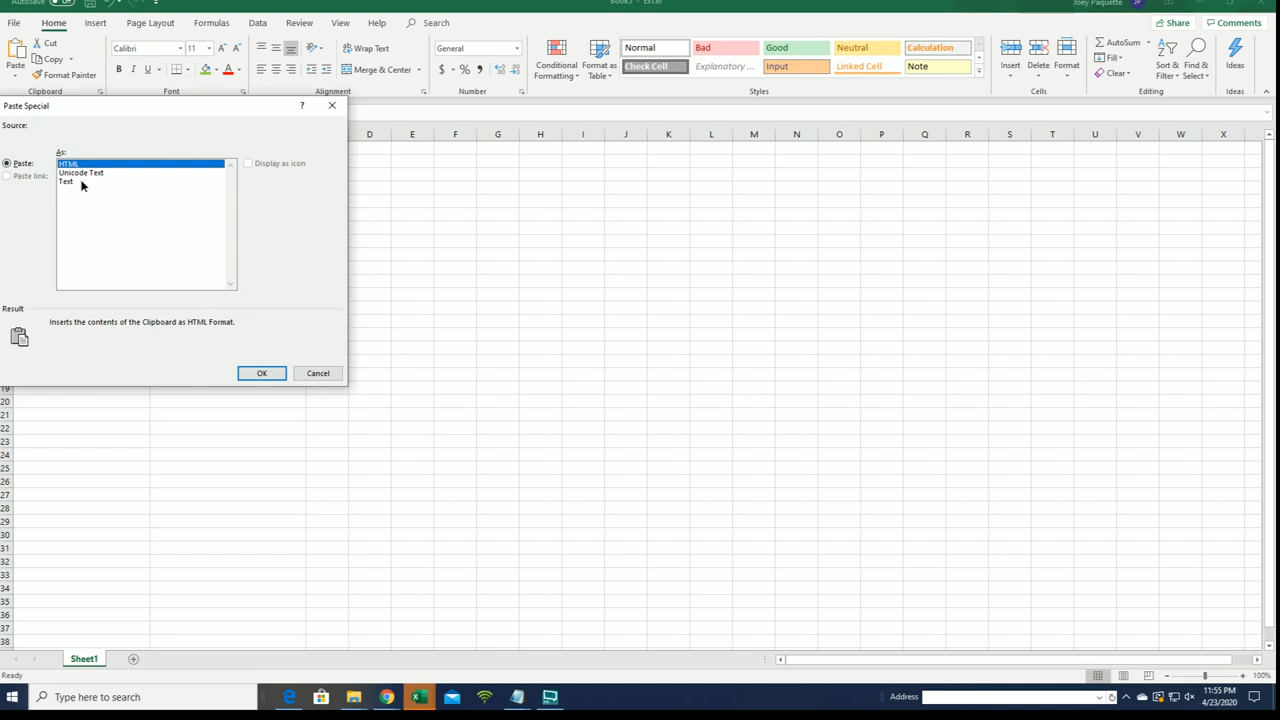 AutoSave Off Book3 - Excel Joey Paquette JP
File Home Insert Page Layout Formulas Data Review View Help Search Share Comments
Paste Cut Copy Format Painter Clipboard
Calibri 11 B I U Font
Wrap Text Merge & Center Alignment
General $ % Number
Conditional Formatting Format as Table
Normal Bad Good Neutral Calculation
Check Cell Explanatory ... Input Linked Cell Note
Styles
Insert Delete Format Cells
AutoSum Fill Clear Sort & Filter Find & Select
Ideas Ideas
Paste Special ?
Source:
As:
Paste: HTML Display as icon
Paste link: Unicode Text
Text
Result
Inserts the contents of the Clipboard as HTML Format.
OK Cancel
D E F G H I J K L M N O P Q R S T U V W X
19
20
21
22
23
24
25
26
27
28
29
30
31
32
33
34
35
36
37
38
Sheet1
Ready 100%
Type here to search Address 11:55 PM
4/23/2020